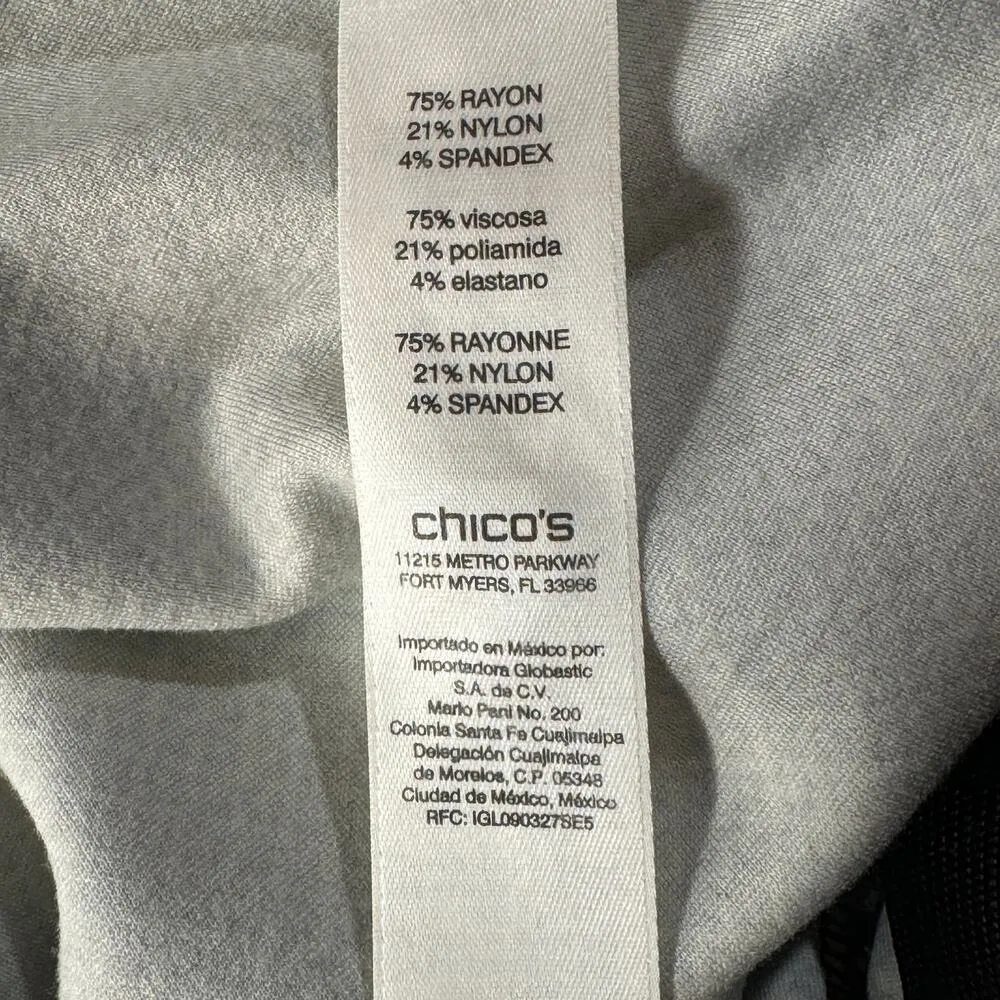 75% RAYON
21% NYLON
4% SPANDEX
75% viscosa
21% poliamida
4% elastano
75% RAYONNE
21% NYLON
4% SPANDEX
chico's
11215 METRO PARKWAY
FORT MYERS, FL 33966
Importado en México por:
Importadora Globastic
S.A. de C.V.
Mario Pani No. 200
Colonia Santa Fe Cuajimalpa
Delegación Cuajimalpa
de Morelos, C.P. 05348
Ciudad de México, México
RFC: IGL090327SE5